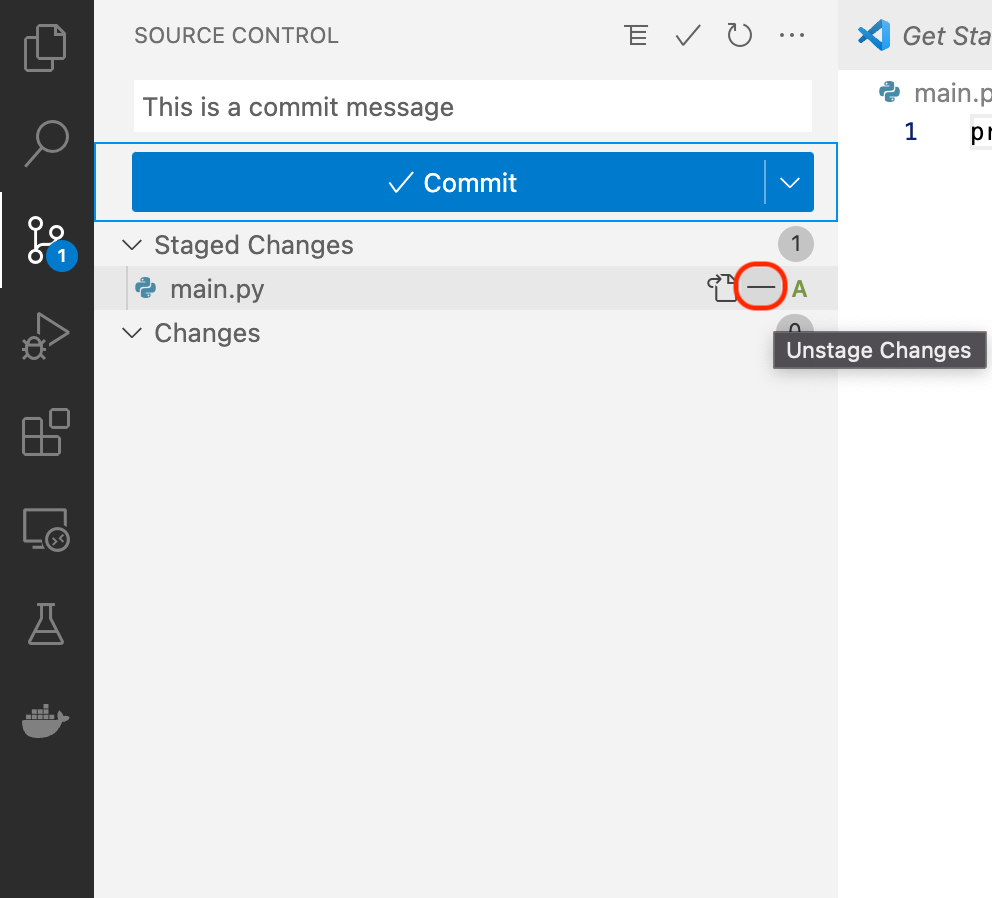 SOURCE CONTROL
This is a commit message
Commit
Staged Changes 1
main.py A
Changes 0
Unstage Changes
1
Get Sta
main.p
1 pr